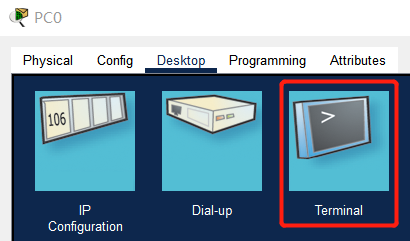 PC0
Physical Config Desktop Programming Attributes
106
>
IP
Configuration
Dial-up
Terminal